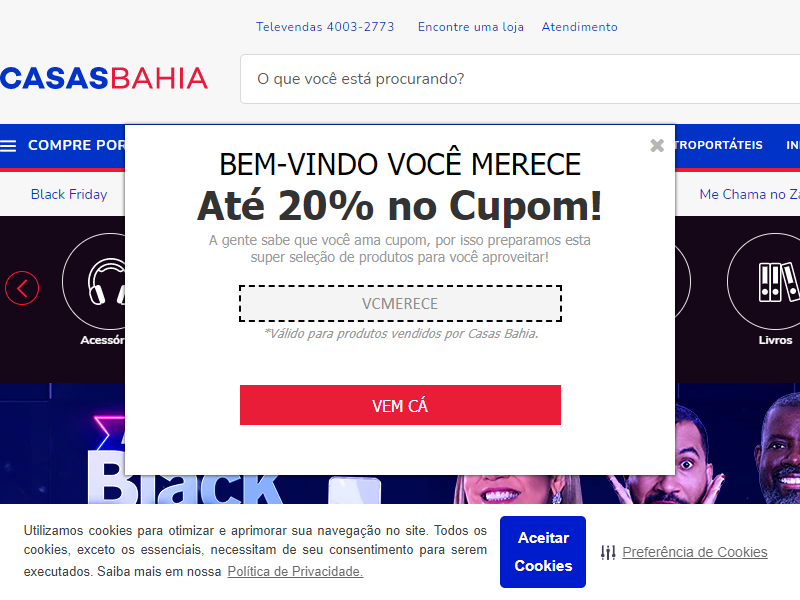 Televendas 4003-2773 Encontre uma loja Atendimento
CASASBAHIA
O que você está procurando?
COMPRE POR
TROPORTÁTEIS
Black Friday
Me Chama no
BEM-VINDO VOCÊ MERECE
Até 20% no Cupom!
A gente sabe que você ama cupom, por isso preparamos esta
super seleção de produtos para você aproveitar!
VCMERECE
*Válido para produtos vendidos por Casas Bahia.
VEM CÁ
Acessór
Livros
Black
Utilizamos cookies para otimizar e aprimorar sua navegação no site. Todos os
cookies, exceto os essenciais, necessitam de seu consentimento para serem
executados. Saiba mais em nossa Política de Privacidade.
Aceitar
Cookies
Preferência de Cookies